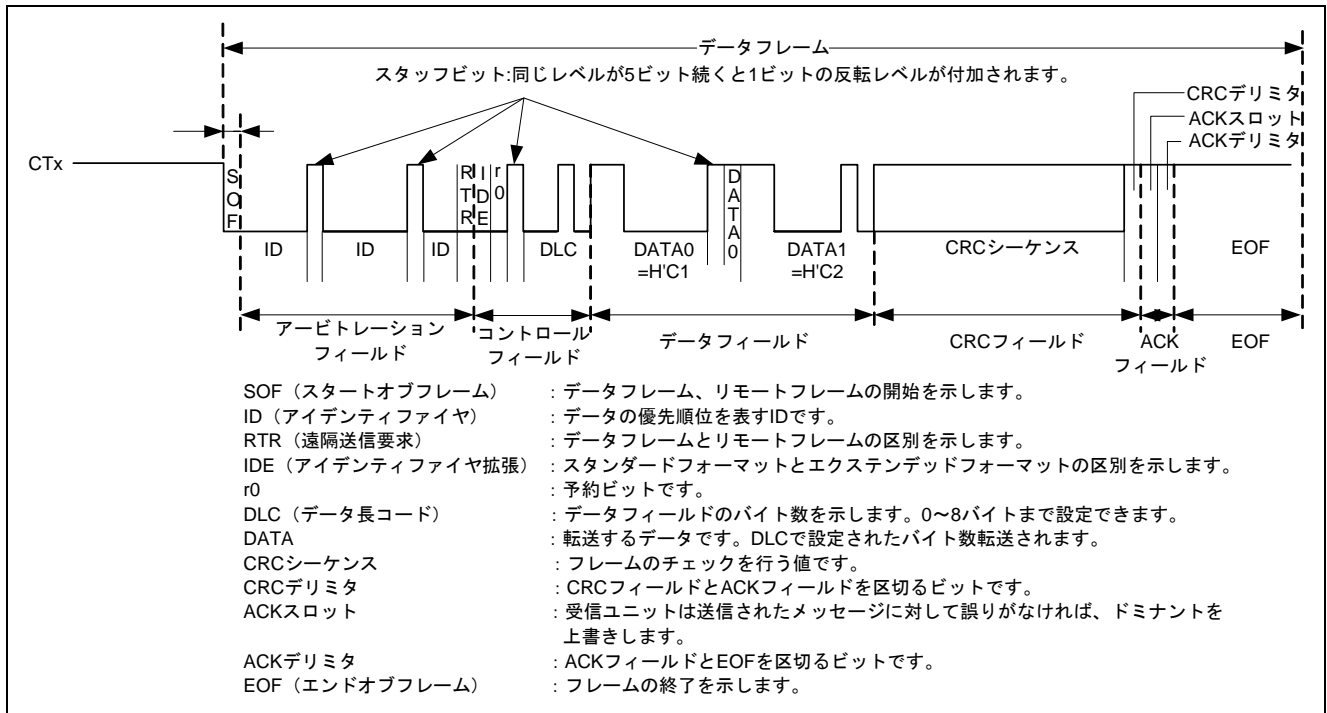 データフレーム
スタッフビット:同じレベルが5ビット続くと1ビットの反転レベルが付加されます。
CRCデリミタ
ACKスロット
ACKデリミタ
CTx
SOF
RTR
IDE
r0
DATA0
ID
ID
ID
DLC
DATA0
=H'C1
DATA1
=H'C2
CRCシーケンス
EOF
アービトレーション
フィールド
コントロール
フィールド
データフィールド
CRCフィールド
ACK
フィールド
EOF
SOF(スタートオブフレーム):データフレーム、リモートフレームの開始を示します。
ID(アイデンティファイヤ):データの優先順位を表すIDです。
RTR(遠隔送信要求):データフレームとリモートフレームの区別を示します。
IDE(アイデンティファイヤ拡張):スタンダードフォーマットとエクステンデッドフォーマットの区別を示します。
r0:予約ビットです。
DLC(データ長コード):データフィールドのバイト数を示します。0~8バイトまで設定できます。
DATA:転送するデータです。DLCで設定されたバイト数転送されます。
CRCシーケンス:フレームのチェックを行う値です。
CRCデリミタ:CRCフィールドとACKフィールドを区切るビットです。
ACKスロット:受信ユニットは送信されたメッセージに対して誤りがなければ、ドミナントを
上書きします。
ACKデリミタ:ACKフィールドとEOFを区切るビットです。
EOF(エンドオブフレーム):フレームの終了を示します。